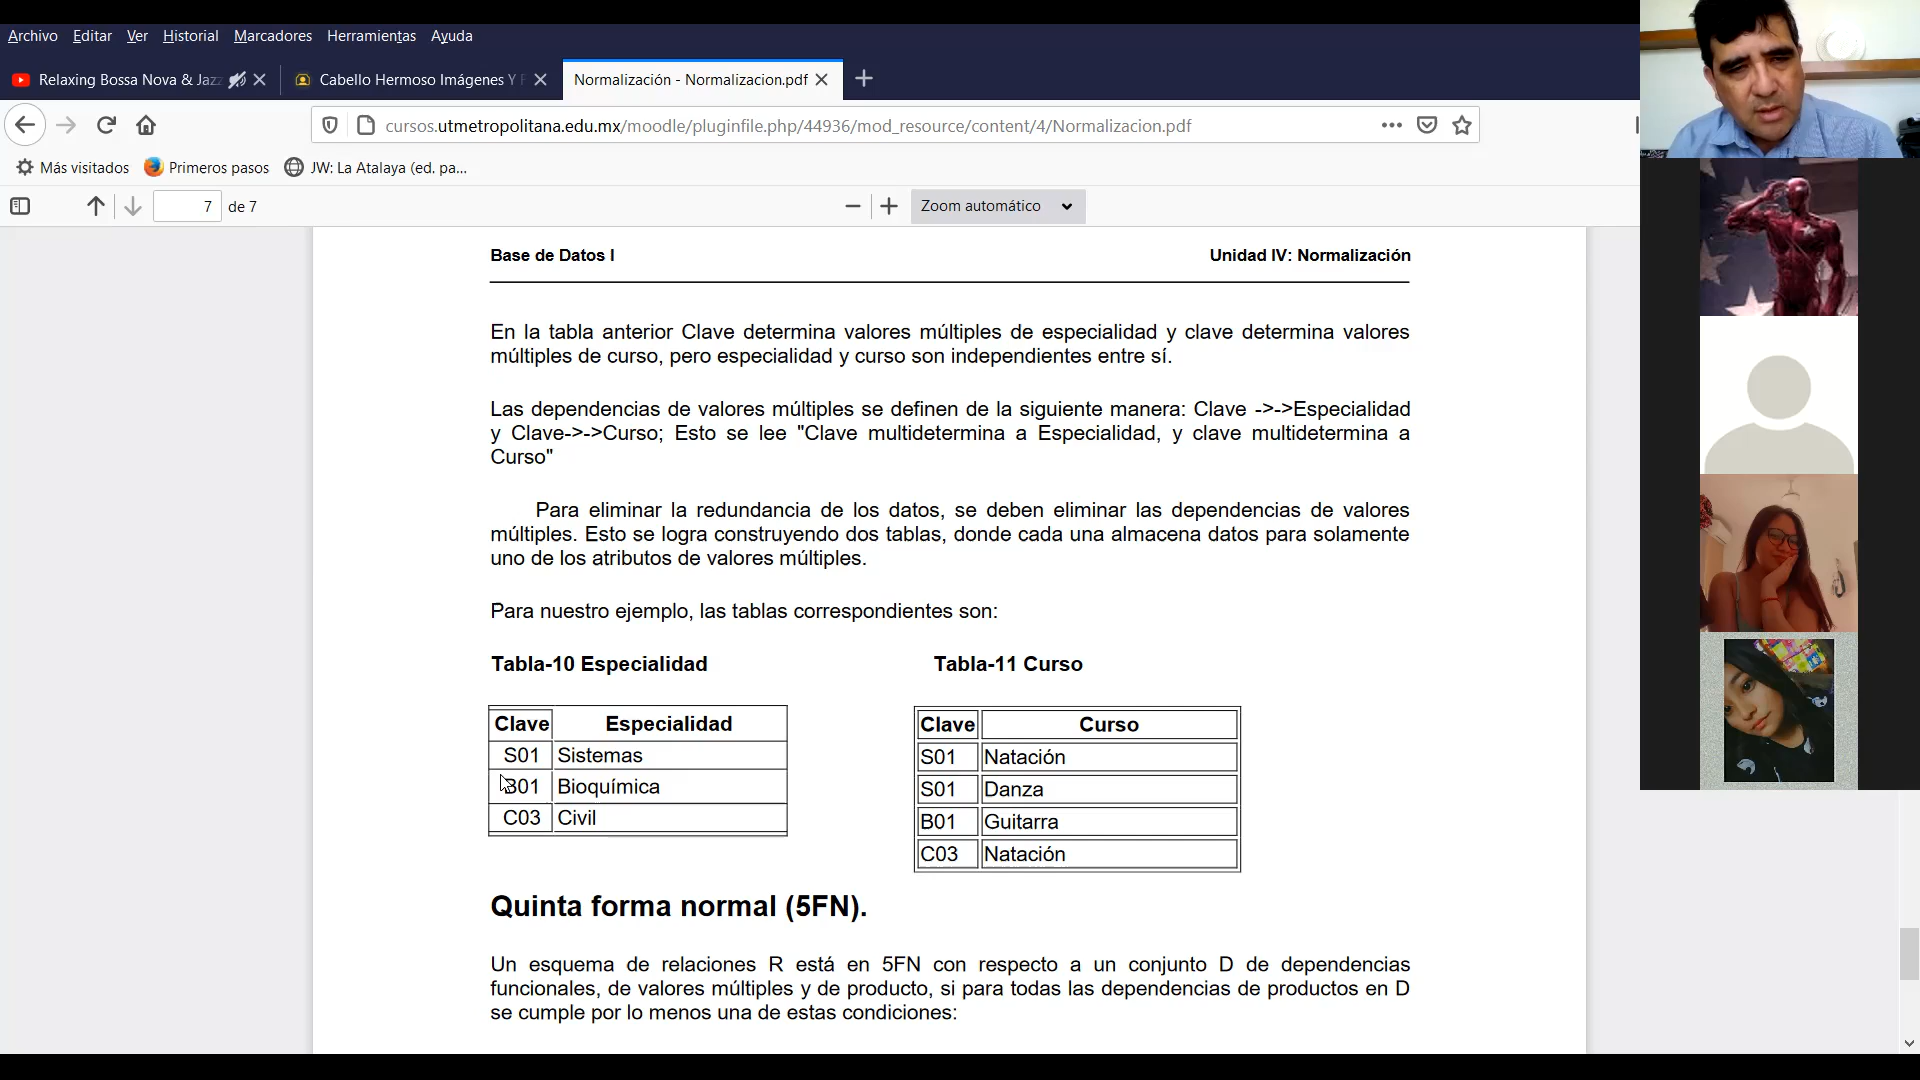 Archivo Editar Ver Historial Marcadores Herramientas Ayuda
Relaxing Bossa Nova & Jazz
Cabello Hermoso Imágenes Y F
Normalización - Normalizacion.pdf
cursos.utmetropolitana.edu.mx/moodle/pluginfile.php/44936/mod_resource/content/4/Normalizacion.pdf
Más visitados Primeros pasos JW: La Atalaya (ed. pa...
7 de 7 Zoom automático
Base de Datos I Unidad IV: Normalización
En la tabla anterior Clave determina valores múltiples de especialidad y clave determina valores
múltiples de curso, pero especialidad y curso son independientes entre sí.
Las dependencias de valores múltiples se definen de la siguiente manera: Clave ->->Especialidad
y Clave->->Curso; Esto se lee "Clave multidetermina a Especialidad, y clave multidetermina a
Curso"
Para eliminar la redundancia de los datos, se deben eliminar las dependencias de valores
múltiples. Esto se logra construyendo dos tablas, donde cada una almacena datos para solamente
uno de los atributos de valores múltiples.
Para nuestro ejemplo, las tablas correspondientes son:
Tabla-10 Especialidad
Clave Especialidad
S01 Sistemas
B01 Bioquímica
C03 Civil
Tabla-11 Curso
Clave Curso
S01 Natación
S01 Danza
B01 Guitarra
C03 Natación
Quinta forma normal (5FN).
Un esquema de relaciones R está en 5FN con respecto a un conjunto D de dependencias
funcionales, de valores múltiples y de producto, si para todas las dependencias de productos en D
se cumple por lo menos una de estas condiciones: